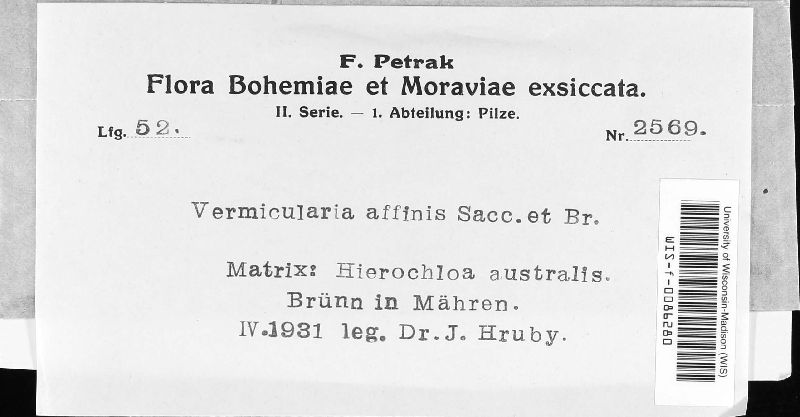 F. Petrak
Flora Bohemiae et Moraviae exsiccata.
II. Serie. — 1. Abteilung: Pilze.
Lfg. 52.
Nr. 2569.
Vermicularia affinis Sacc. et Br.
Matrix: Hierochloa australis.
Brünn in Mähren.
IV.1931 leg. Dr. J. Hruby.
University of Wisconsin-Madison (WIS)
WIS-f-0086280